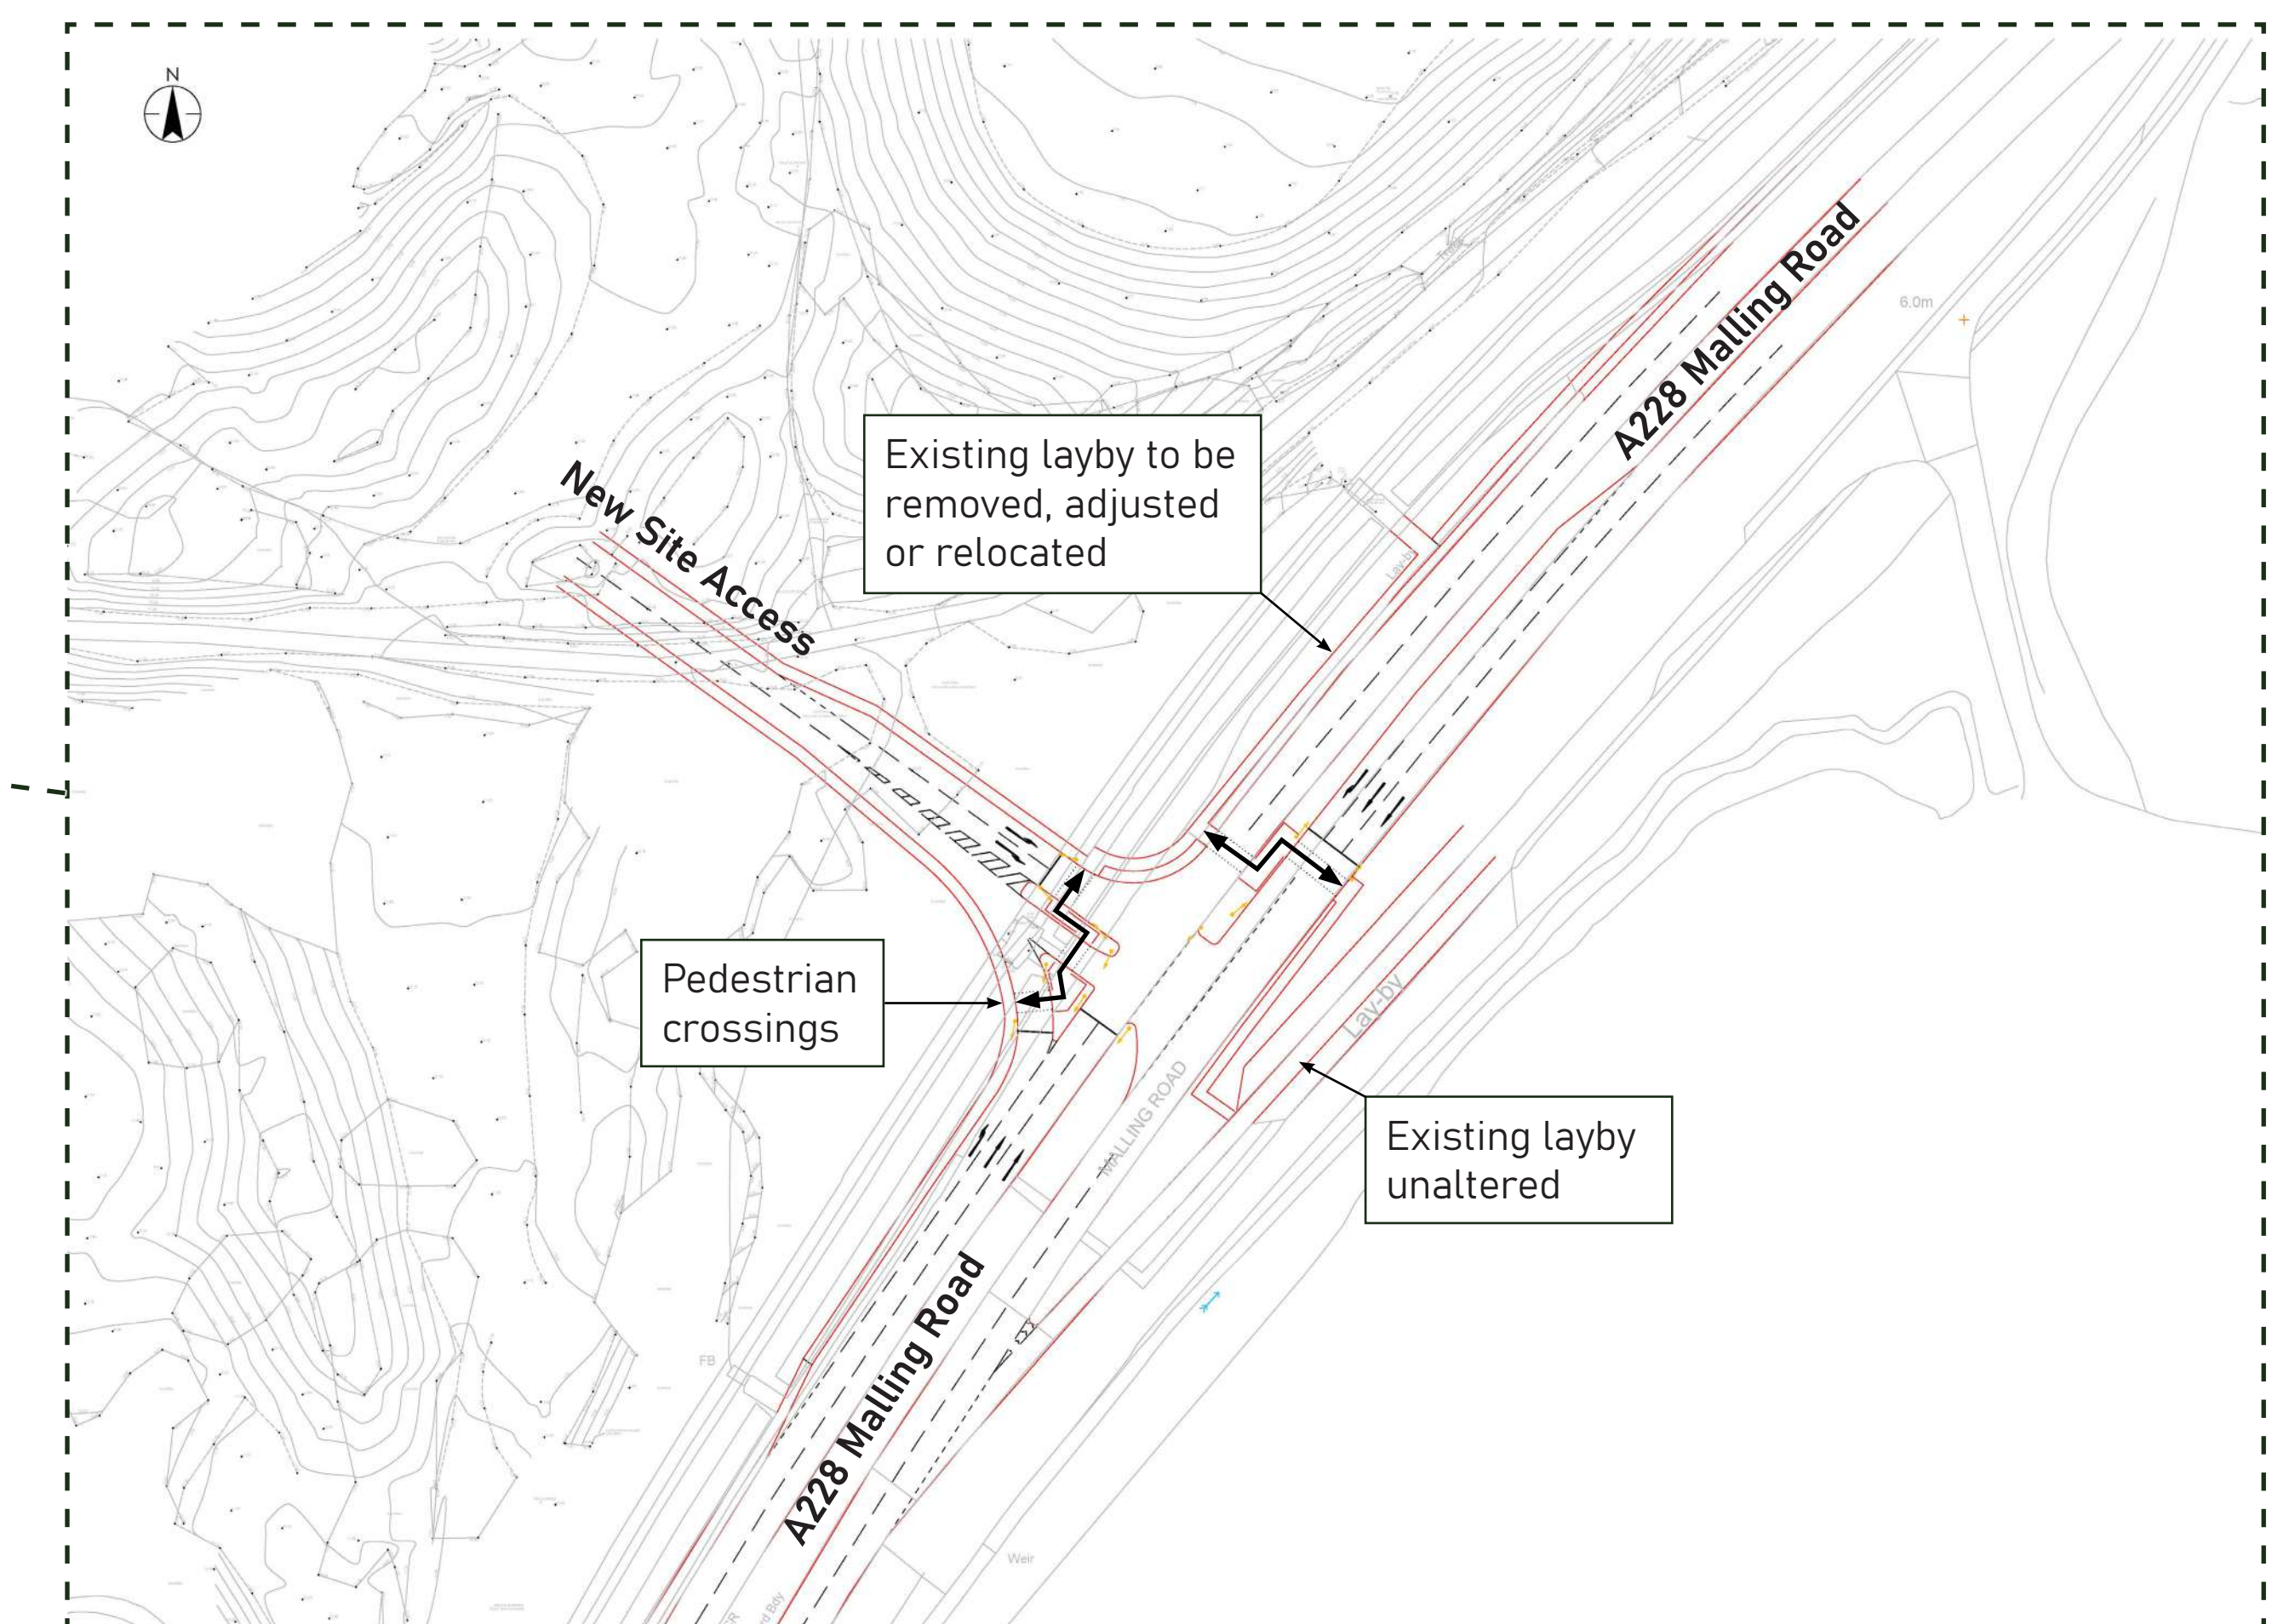 N
A228 Malling Road
6.0m
Track
Existing layby to be
removed, adjusted
or relocated
Lay-by
New Site Access
Pedestrian
crossings
Lay-by
MALLING ROAD
Existing layby
unaltered
A228 Malling Road
FB
Weir